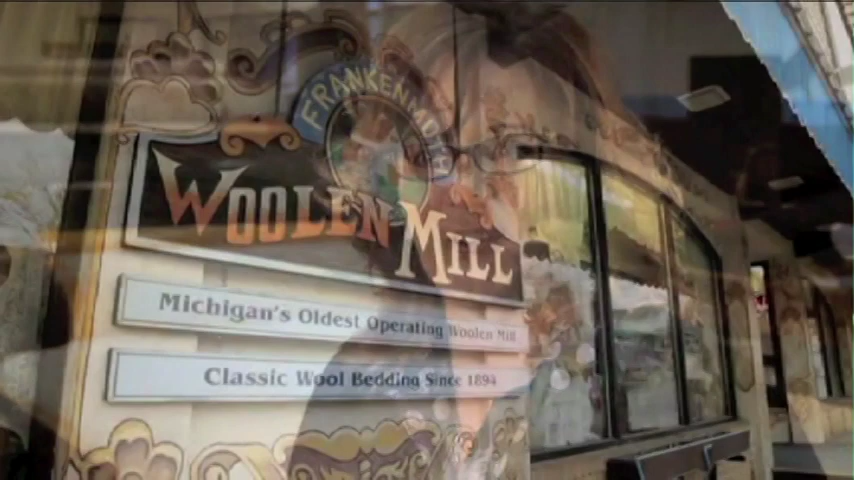 FRANKENMUTH
WOOLEN MILL
Michigan's Oldest Operating Woolen Mill
Classic Wool Bedding Since 1894